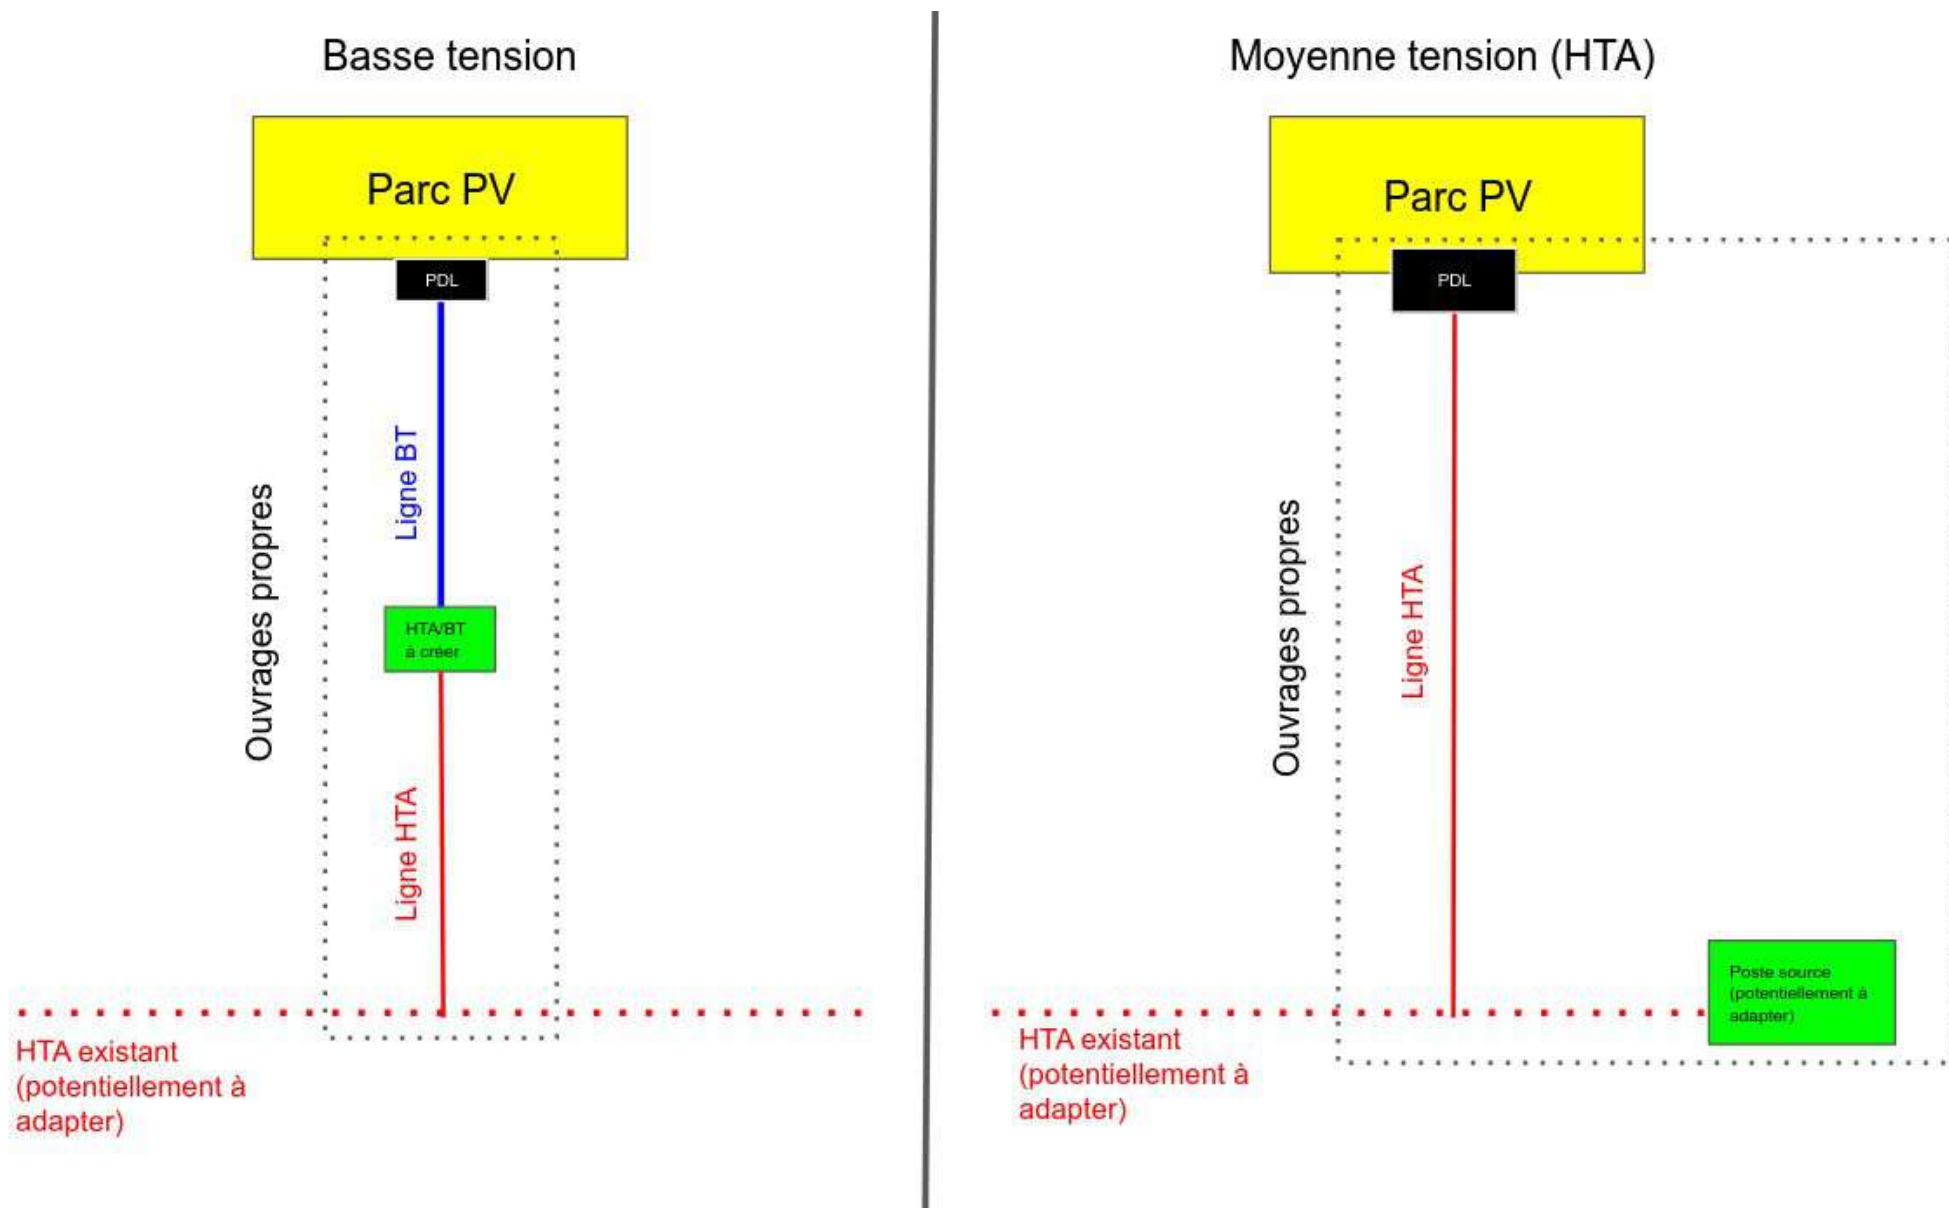 Basse tension
Parc PV
PDL
Ligne BT
Ouvrages propres
HTA/BT
à créer
Ligne HTA
HTA existant
(potentiellement à
adapter)
Moyenne tension (HTA)
Parc PV
PDL
Ouvrages propres
Ligne HTA
Poste source
(potentiellement à
adapter)
HTA existant
(potentiellement à
adapter)